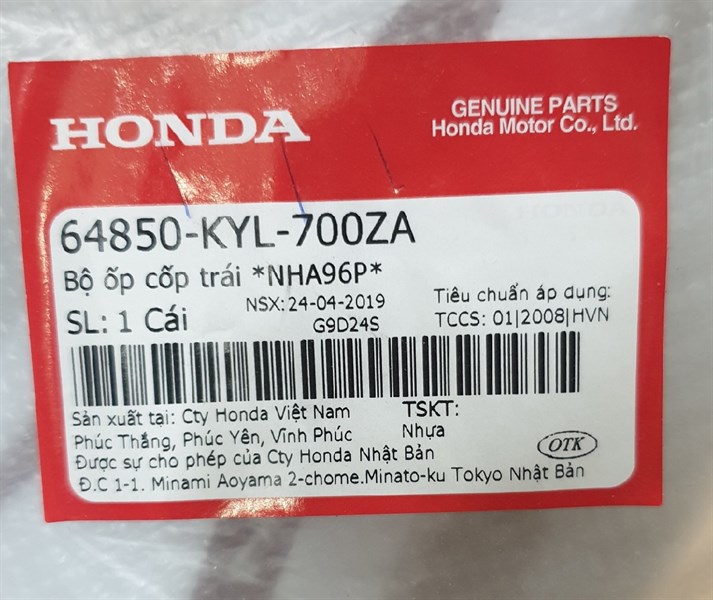 HONDA
GENUINE PARTS
Honda Motor Co., Ltd.
64850-KYL-700ZA
Bộ ốp cốp trái *NHA96P*
SL: 1 Cái
NSX: 24-04-2019
G9D24S
Tiêu chuẩn áp dụng:
TCCS: 01|2008|HVN
Sản xuất tại: Cty Honda Việt Nam
Phúc Thắng, Phúc Yên, Vĩnh Phúc
TSKT:
Nhựa
OTK
Được sự cho phép của Cty Honda Nhật Bản
Đ.C 1-1. Minami Aoyama 2-chome.Minato-ku Tokyo Nhật Bản